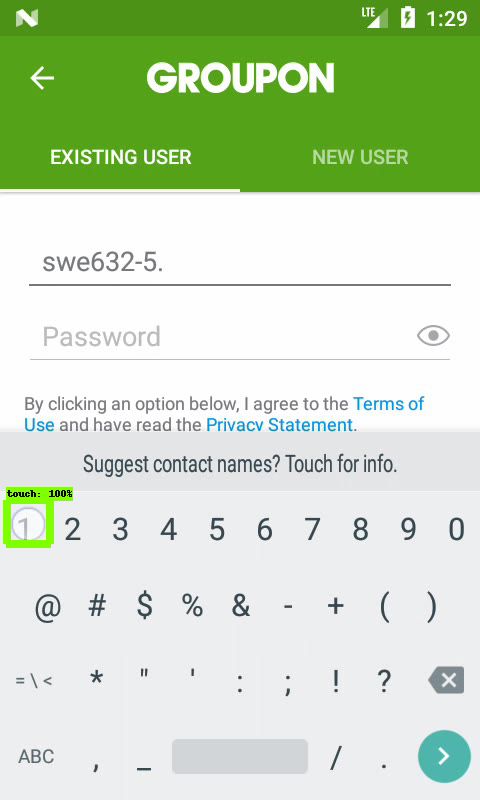 LTE 1:29
GROUPON
EXISTING USER NEW USER
swe632-5.
Password
By clicking an option below, I agree to the Terms of
Use and have read the Privacy Statement.
Suggest contact names? Touch for info.
touch: 100%
1 2 3 4 5 6 7 8 9 0
@ # $ % & - + ( )
= \ < * " ' : ; ! ?
ABC , _ / .